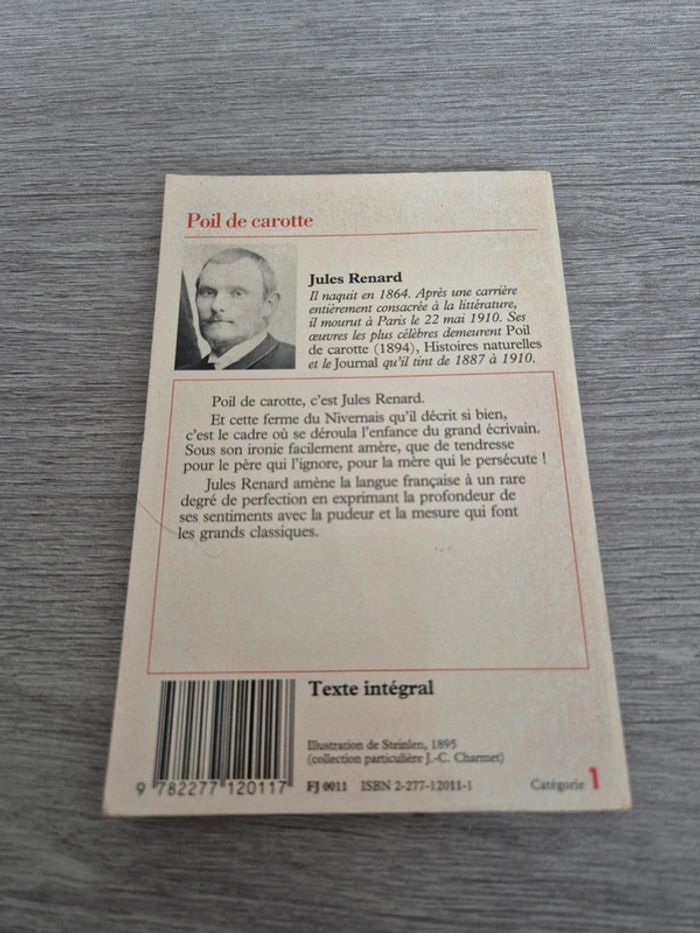 Poil de carotte
Jules Renard
Il naquit en 1864. Après une carrière
entièrement consacrée à la littérature,
il mourut à Paris le 22 mai 1910. Ses
œuvres les plus célèbres demeurent Poil
de carotte (1894), Histoires naturelles
et le Journal qu'il tint de 1887 à 1910.
Poil de carotte, c'est Jules Renard.
Et cette ferme du Nivernais qu'il décrit si bien,
c'est le cadre où se déroula l'enfance du grand écrivain.
Sous son ironie facilement amère, que de tendresse
pour le père qui l'ignore, pour la mère qui le persécute !
Jules Renard amène la langue française à un rare
degré de perfection en exprimant la profondeur de
ses sentiments avec la pudeur et la mesure qui font
les grands classiques.
Texte intégral
Illustration de Steinlen, 1895
(collection particulière J.-C. Charmet)
9 782277 120117
FJ 0011 ISBN 2-277-12011-1
Catégorie 1